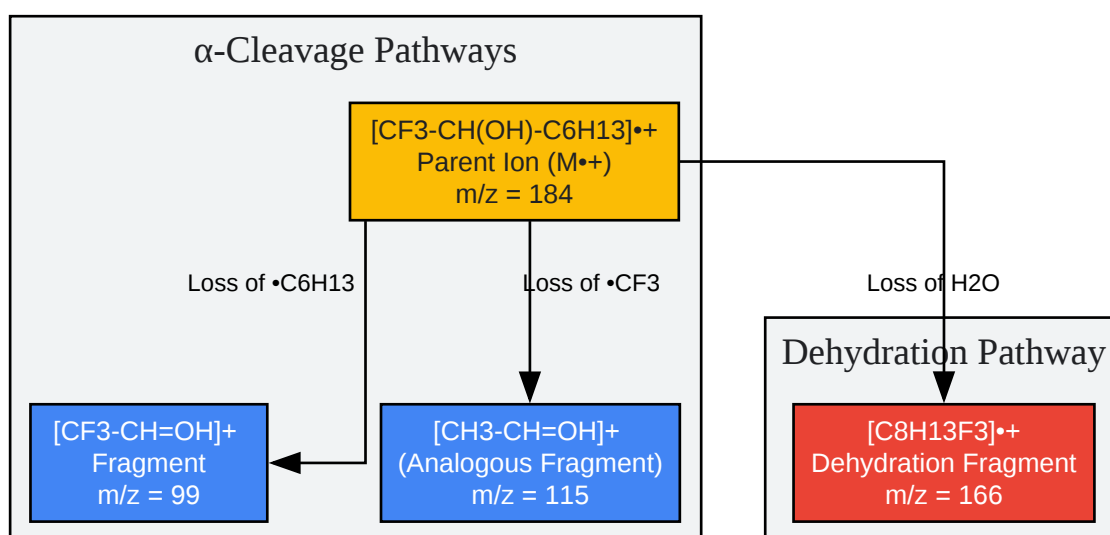 α-Cleavage Pathways
[CF3-CH(OH)-C6H13]•+
Parent Ion (M•+)
m/z = 184
Loss of •C6H13
Loss of •CF3
Loss of H2O
Dehydration Pathway
[CF3-CH=OH]+
Fragment
m/z = 99
[CH3-CH=OH]+
(Analogous Fragment)
m/z = 115
[C8H13F3]•+
Dehydration Fragment
m/z = 166